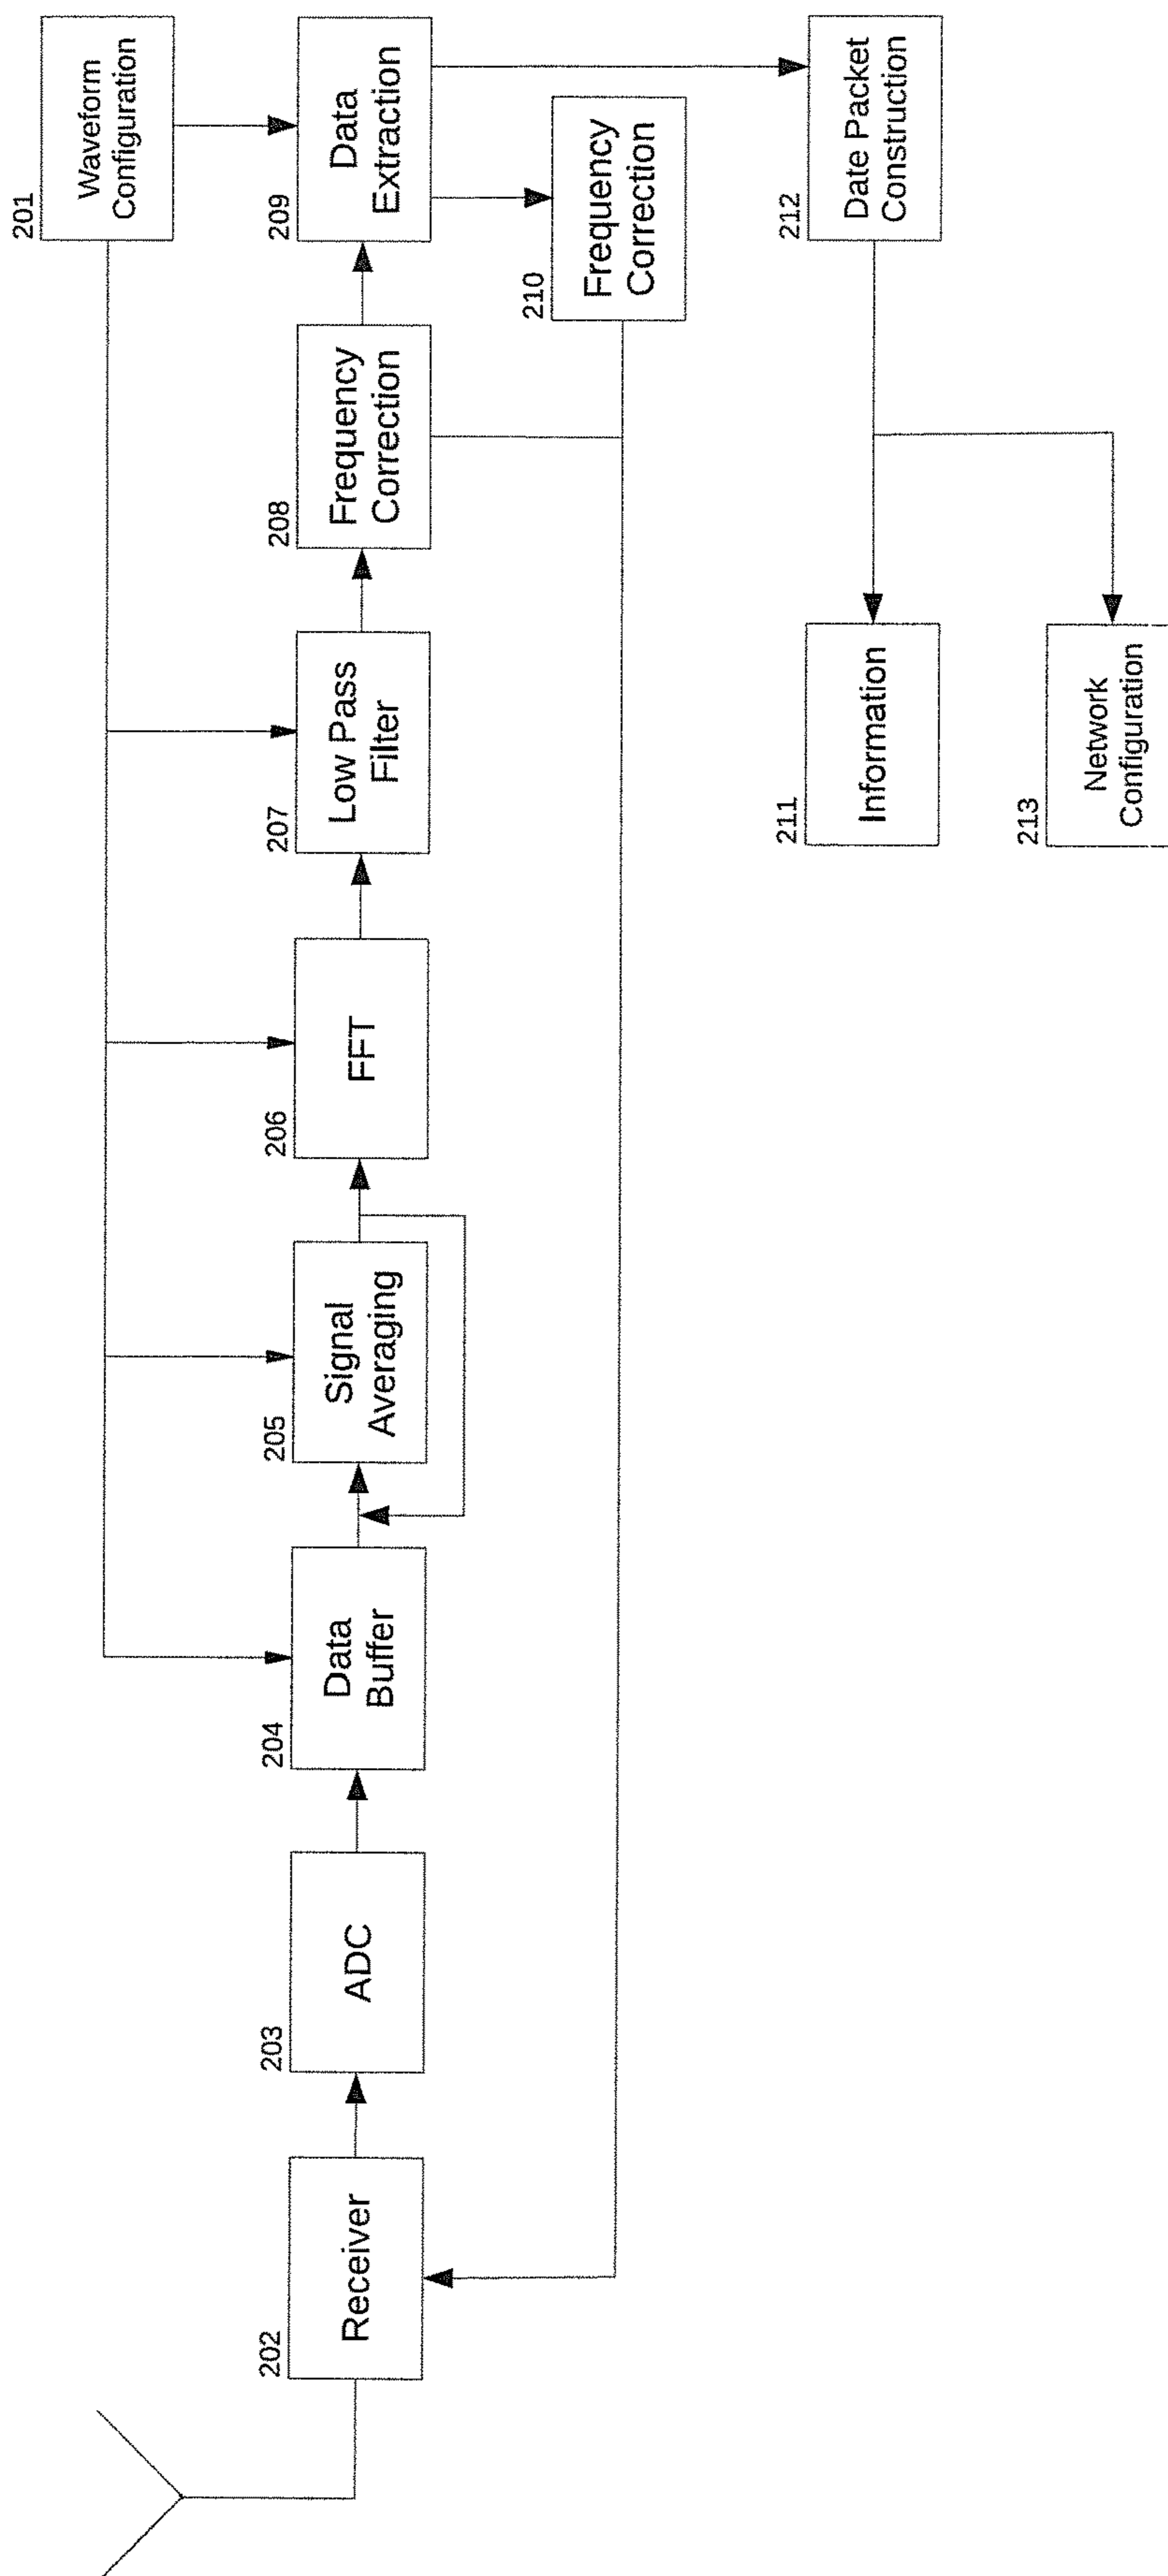 201
Waveform
Configuration
202
Receiver
203
ADC
204
Data
Buffer
205
Signal
Averaging
206
FFT
207
Low Pass
Filter
208
Frequency
Correction
209
Data
Extraction
210
Frequency
Correction
211
Information
212
Date Packet
Construction
213
Network
Configuration